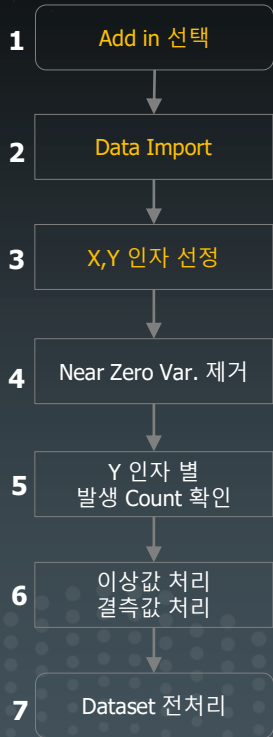 1 Add in 선택
2 Data Import
3 X,Y 인자 선정
4 Near Zero Var. 제거
5 Y 인자 별
발생 Count 확인
6 이상값 처리
결측값 처리
7 Dataset 전처리